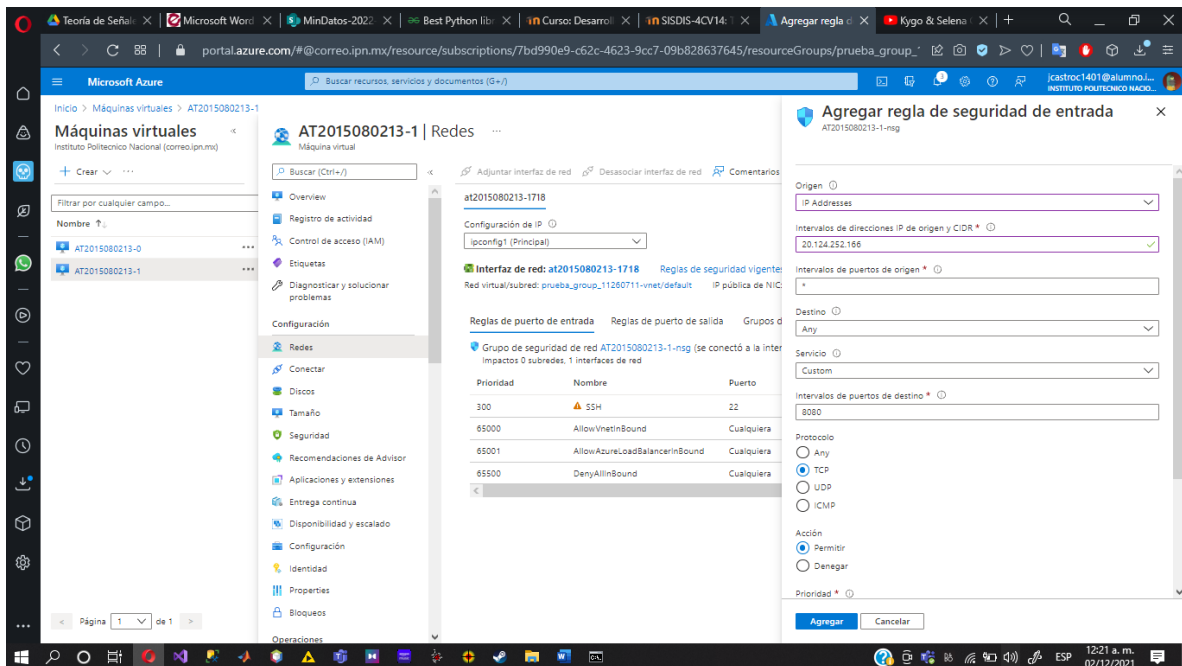 Teoría de Señale
Microsoft Word
MinDatos-2022
Best Python libr
Curso: Desarroll
SISDIS-4CV14: T
Agregar regla d
Kygo & Selena
portal.azure.com/#@correo.ipn.mx/resource/subscriptions/7bd990e9-c62c-4623-9cc7-09b828637645/resourceGroups/prueba_group_1
Microsoft Azure
Buscar recursos, servicios y documentos (G+/)
3
jcastroc1401@alumno.i...
INSTITUTO POLITECNICO NACIO...
Inicio > Máquinas virtuales > AT2015080213-1
Máquinas virtuales
Instituto Politecnico Nacional (correo.ipn.mx)
+ Crear ...
Filtrar por cualquier campo...
Nombre ↑↓
AT2015080213-0 ...
AT2015080213-1 ...
< Página 1 de 1 >
AT2015080213-1 | Redes ...
Máquina virtual
Buscar (Ctrl+/)
Overview
Registro de actividad
Control de acceso (IAM)
Etiquetas
Diagnosticar y solucionar
problemas
Configuración
Redes
Conectar
Discos
Tamaño
Seguridad
Recomendaciones de Advisor
Aplicaciones y extensiones
Entrega continua
Disponibilidad y escalado
Configuración
Identidad
Properties
Bloqueos
Operaciones
Adjuntar interfaz de red
Desasociar interfaz de red
Comentarios
at2015080213-1718
Configuración de IP
ipconfig1 (Principal)
Interfaz de red: at2015080213-1718 Reglas de seguridad vigentes
Red virtual/subred: prueba_group_11260711-vnet/default IP pública de NIC:
Reglas de puerto de entrada Reglas de puerto de salida Grupos d
Grupo de seguridad de red AT2015080213-1-nsg (se conectó a la inter
Impactos 0 subredes, 1 interfaces de red
Prioridad Nombre Puerto
300 SSH 22
65000 AllowVnetInBound Cualquiera
65001 AllowAzureLoadBalancerInBound Cualquiera
65500 DenyAllInBound Cualquiera
Agregar regla de seguridad de entrada
AT2015080213-1-nsg
Origen
IP Addresses
Intervalos de direcciones IP de origen y CIDR *
20.124.252.166
Intervalos de puertos de origen *
*
Destino
Any
Servicio
Custom
Intervalos de puertos de destino *
8080
Protocolo
Any
TCP
UDP
ICMP
Acción
Permitir
Denegar
Prioridad *
Agregar
Cancelar
ESP
12:21 a. m.
02/12/2021